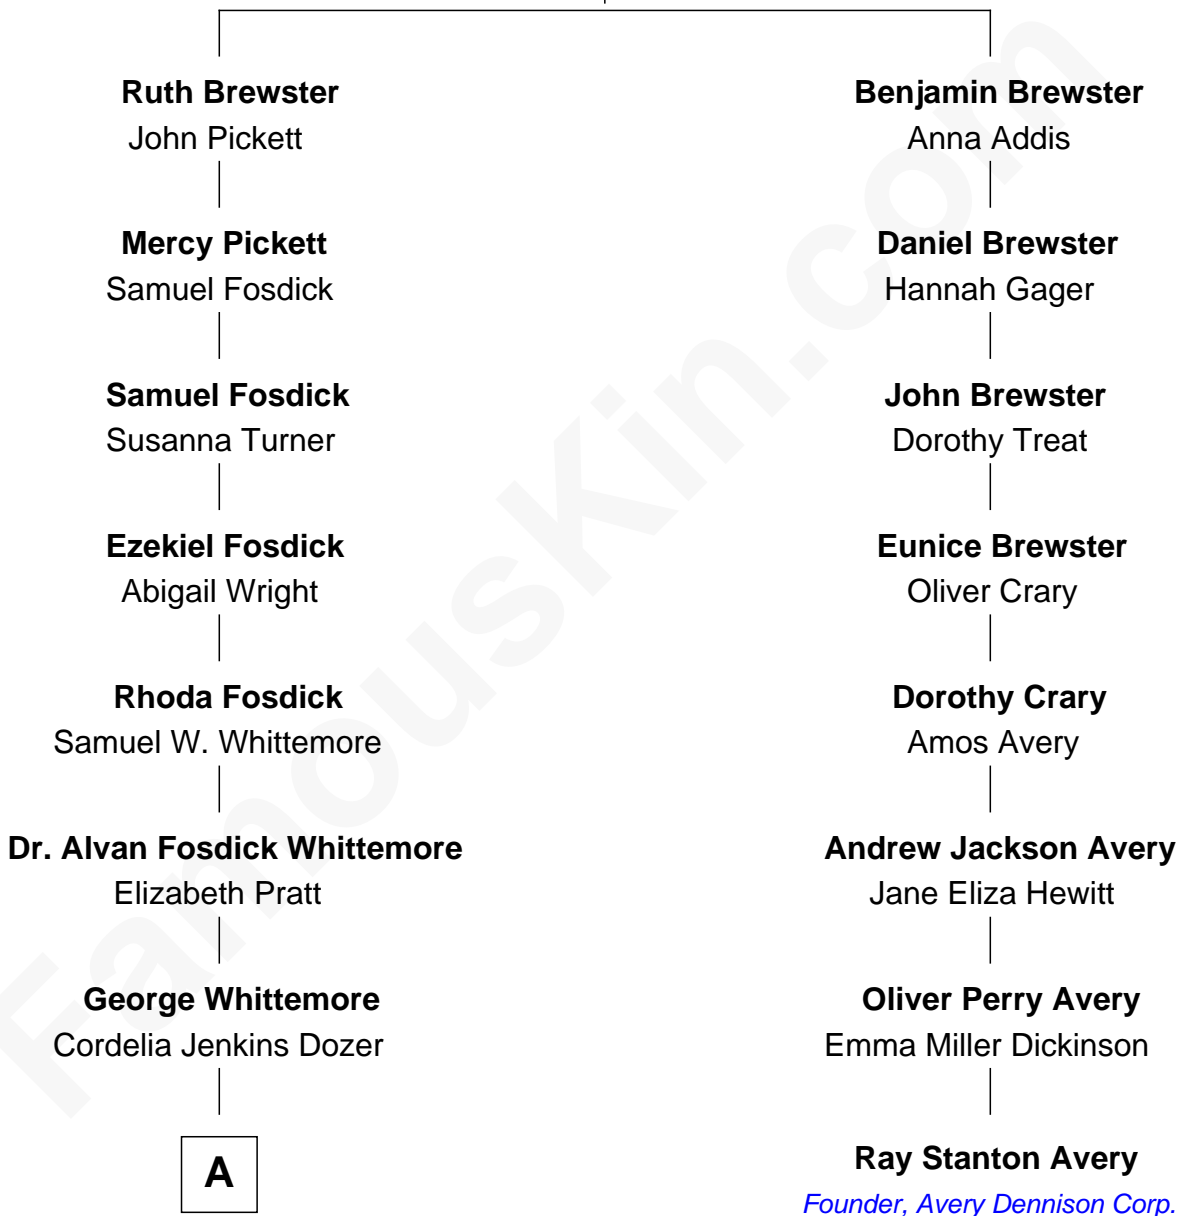 Ruth Brewster
John Pickett
Mercy Pickett
Samuel Fosdick
Samuel Fosdick
Susanna Turner
Ezekiel Fosdick
Abigail Wright
Rhoda Fosdick
Samuel W. Whittemore
Dr. Alvan Fosdick Whittemore
Elizabeth Pratt
George Whittemore
Cordelia Jenkins Dozer
A
Benjamin Brewster
Anna Addis
Daniel Brewster
Hannah Gager
John Brewster
Dorothy Treat
Eunice Brewster
Oliver Crary
Dorothy Crary
Amos Avery
Andrew Jackson Avery
Jane Eliza Hewitt
Oliver Perry Avery
Emma Miller Dickinson
Ray Stanton Avery
Founder, Avery Dennison Corp.
FamousKin.com